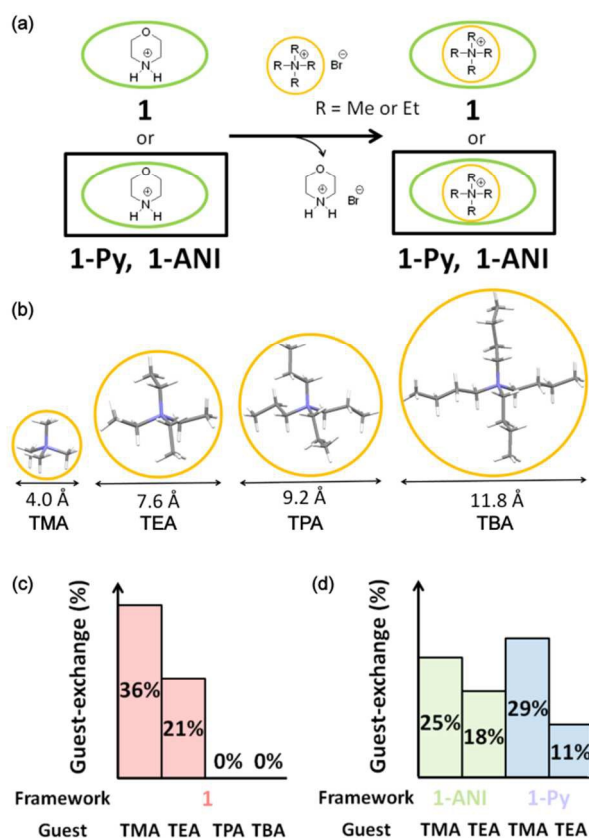 (a)
O
⊕
N
H H
1
or
O
⊕
N
H H
1-Py, 1-ANI
R
R-N-R
R
⊕
Br⊖
R = Me or Et
O
⊕
N
H H
Br⊖
R
R-N-R
R
⊕
1
or
R
R-N-R
R
⊕
1-Py, 1-ANI
(b)
4.0 Å 7.6 Å 9.2 Å 11.8 Å
TMA TEA TPA TBA
(c)
Guest-exchange (%)
36% 21% 0% 0%
Framework 1
Guest TMA TEA TPA TBA
(d)
Guest-exchange (%)
25% 18% 29% 11%
Framework 1-ANI 1-Py
Guest TMA TEA TMA TEA